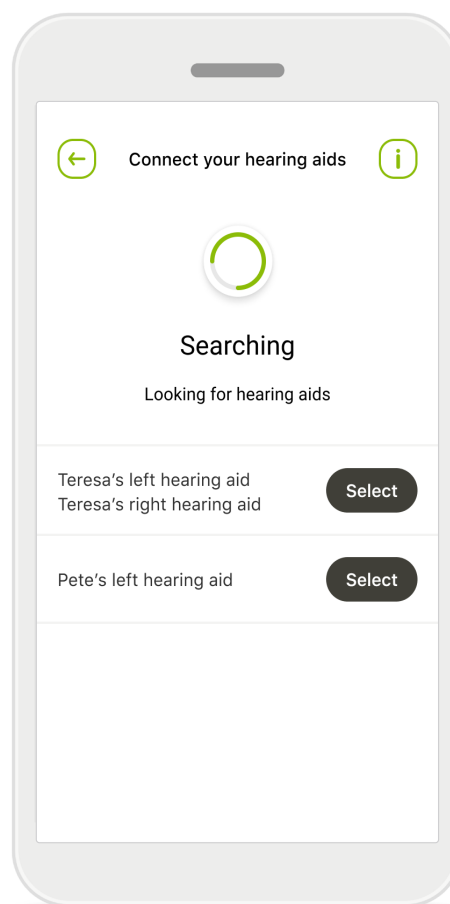 Connect your hearing aids
i
Searching
Looking for hearing aids
Teresa’s left hearing aid
Teresa’s right hearing aid
Select
Pete’s left hearing aid
Select